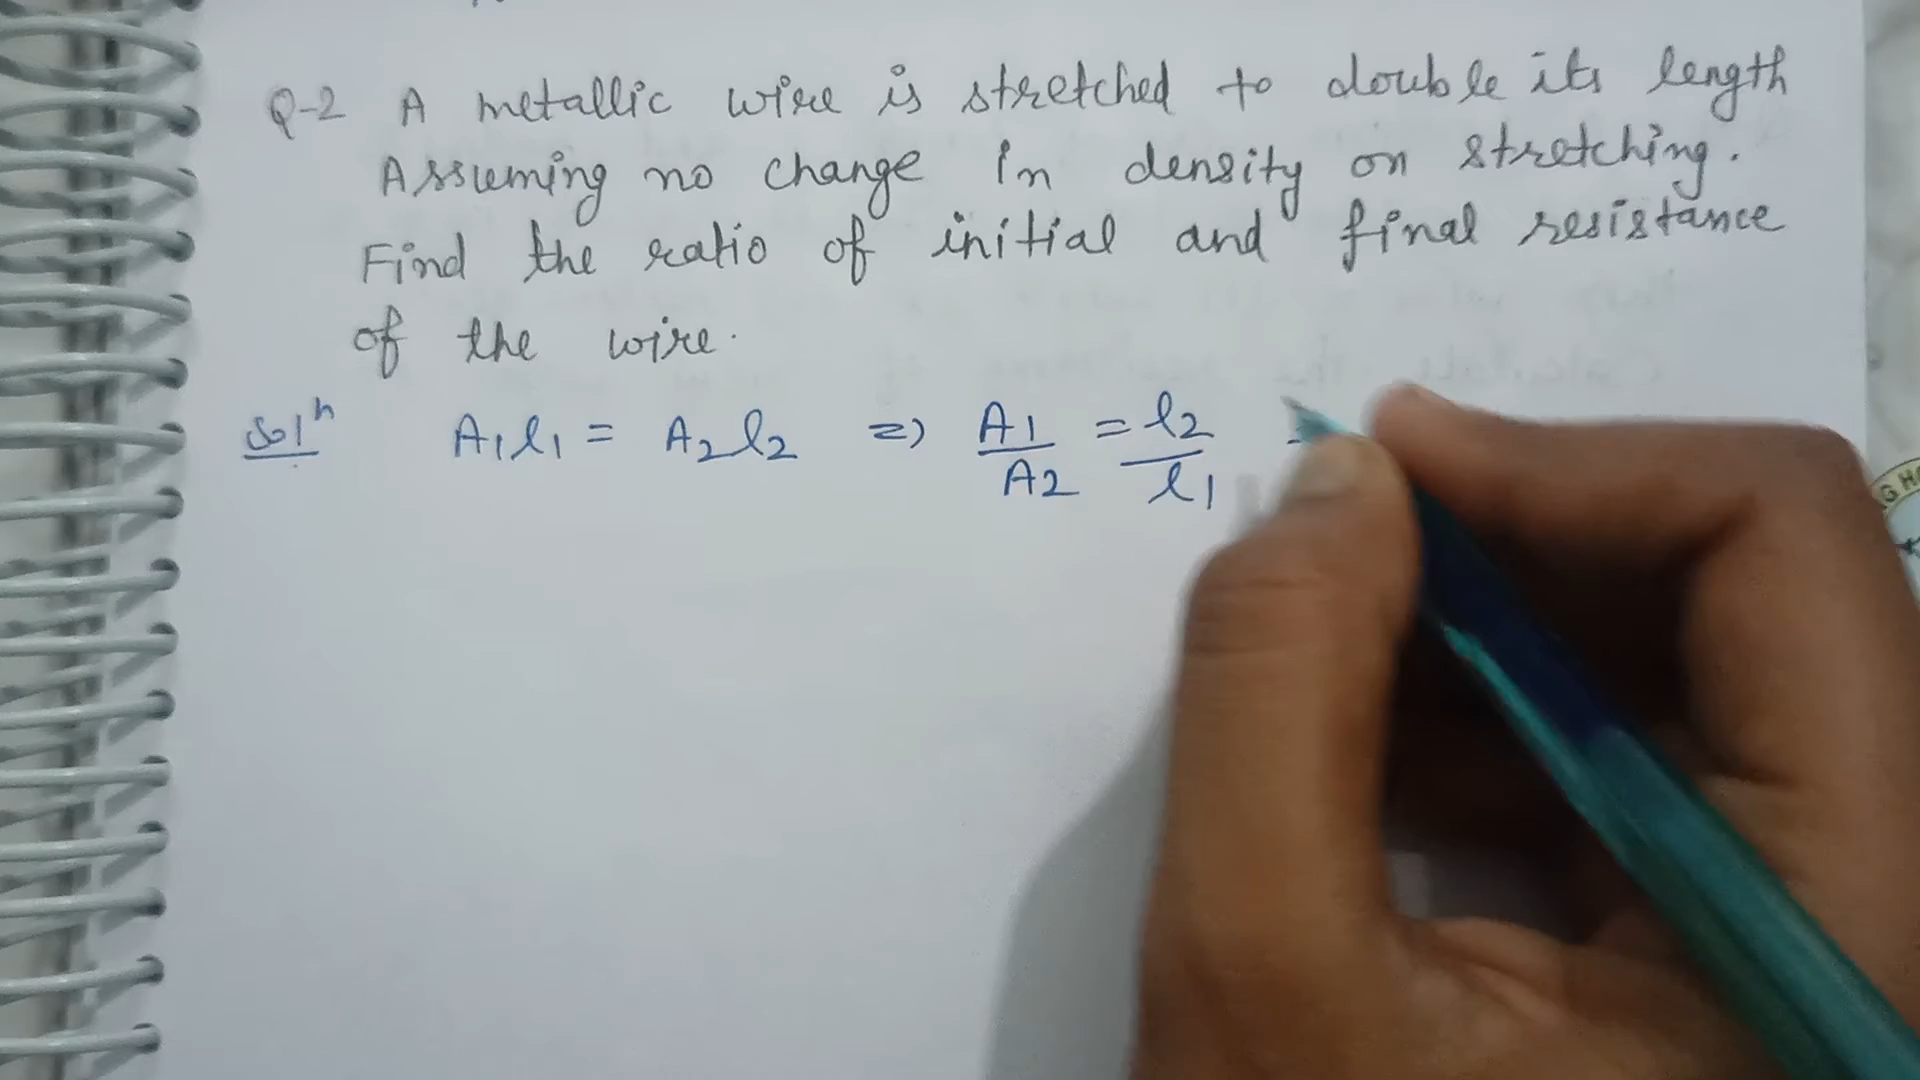 Q-2 A metallic wire is stretched to double its length
Assuming no change in density on stretching.
Find the ratio of initial and final resistance
of the wire.
Solⁿ A₁l₁ = A₂l₂ => A1/A2 = l2/l1 =
G H